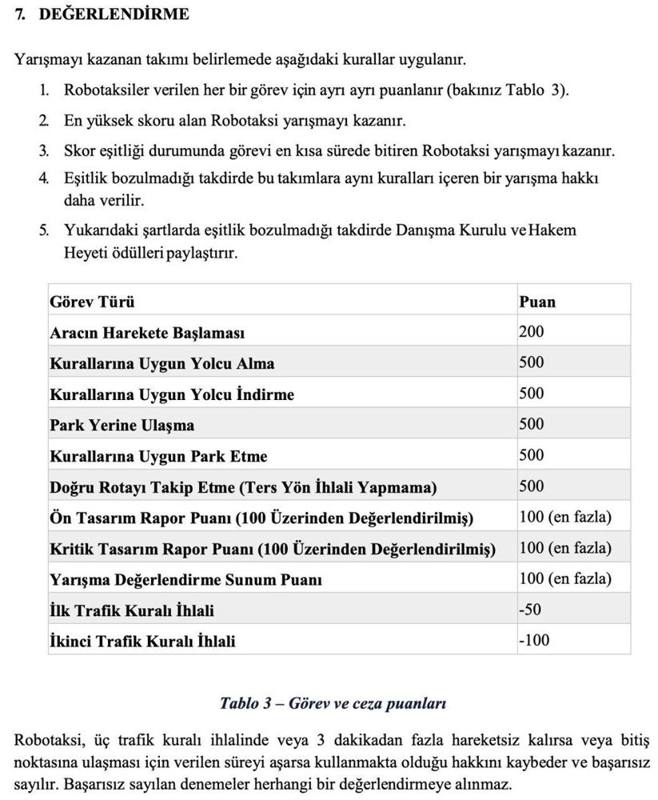 7. DEĞERLENDİRME
Yarışmayı kazanan takımı belirlemede aşağıdaki kurallar uygulanır.
1. Robotaksiler verilen her bir görev için ayrı ayrı puanlanır (bakınız Tablo 3).
2. En yüksek skoru alan Robotaksi yarışmayı kazanır.
3. Skor eşitliği durumunda görevi en kısa sürede bitiren Robotaksi yarışmayı kazanır.
4. Eşitlik bozulmadığı takdirde bu takımlara aynı kuralları içeren bir yarışma hakkı
daha verilir.
5. Yukarıdaki şartlarda eşitlik bozulmadığı takdirde Danışma Kurulu ve Hakem
Heyeti ödülleri paylaştırır.
Görev Türü Puan
Aracın Harekete Başlaması 200
Kurallarına Uygun Yolcu Alma 500
Kurallarına Uygun Yolcu İndirme 500
Park Yerine Ulaşma 500
Kurallarına Uygun Park Etme 500
Doğru Rotayı Takip Etme (Ters Yön İhlali Yapmama) 500
Ön Tasarım Rapor Puanı (100 Üzerinden Değerlendirilmiş) 100 (en fazla)
Kritik Tasarım Rapor Puanı (100 Üzerinden Değerlendirilmiş) 100 (en fazla)
Yarışma Değerlendirme Sunum Puanı 100 (en fazla)
İlk Trafik Kuralı İhlali -50
İkinci Trafik Kuralı İhlali -100
Tablo 3 – Görev ve ceza puanları
Robotaksi, üç trafik kuralı ihlalinde veya 3 dakikadan fazla hareketsiz kalırsa veya bitiş
noktasına ulaşması için verilen süreyi aşarsa kullanmakta olduğu hakkını kaybeder ve başarısız
sayılır. Başarısız sayılan denemeler herhangi bir değerlendirmeye alınmaz.